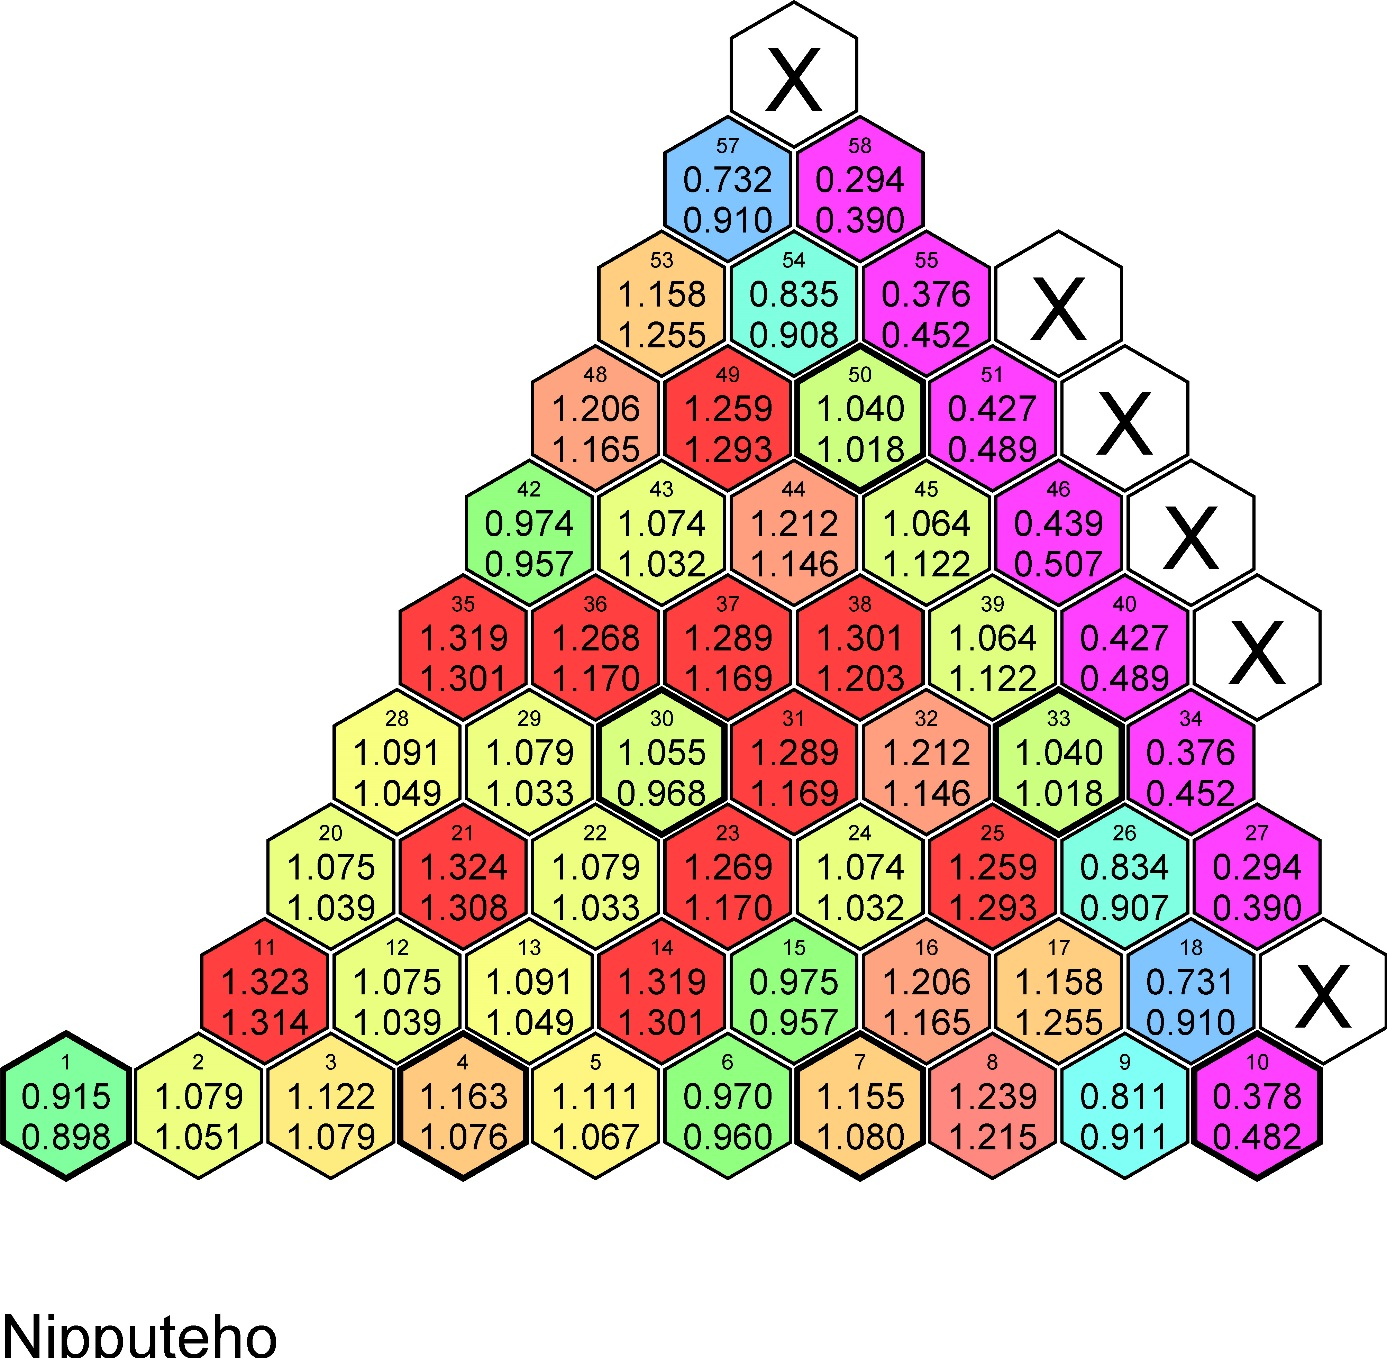 X
57 58
0.732 0.294
0.910 0.390
53 54 55
1.158 0.835 0.376 X
1.255 0.908 0.452
48 49 50 51
1.206 1.259 1.040 0.427 X
1.165 1.293 1.018 0.489
42 43 44 45 46
0.974 1.074 1.212 1.064 0.439 X
0.957 1.032 1.146 1.122 0.507
35 36 37 38 39 40
1.319 1.268 1.289 1.301 1.064 0.427 X
1.301 1.170 1.169 1.203 1.122 0.489
28 29 30 31 32 33 34
1.091 1.079 1.055 1.289 1.212 1.040 0.376
1.049 1.033 0.968 1.169 1.146 1.018 0.452
20 21 22 23 24 25 26 27
1.075 1.324 1.079 1.269 1.074 1.259 0.834 0.294
1.039 1.308 1.033 1.170 1.032 1.293 0.907 0.390
11 12 13 14 15 16 17 18
1.323 1.075 1.091 1.319 0.975 1.206 1.158 0.731 X
1.314 1.039 1.049 1.301 0.957 1.165 1.255 0.910
1 2 3 4 5 6 7 8 9 10
0.915 1.079 1.122 1.163 1.111 0.970 1.155 1.239 0.811 0.378
0.898 1.051 1.079 1.076 1.067 0.960 1.080 1.215 0.911 0.482
Nipputeho